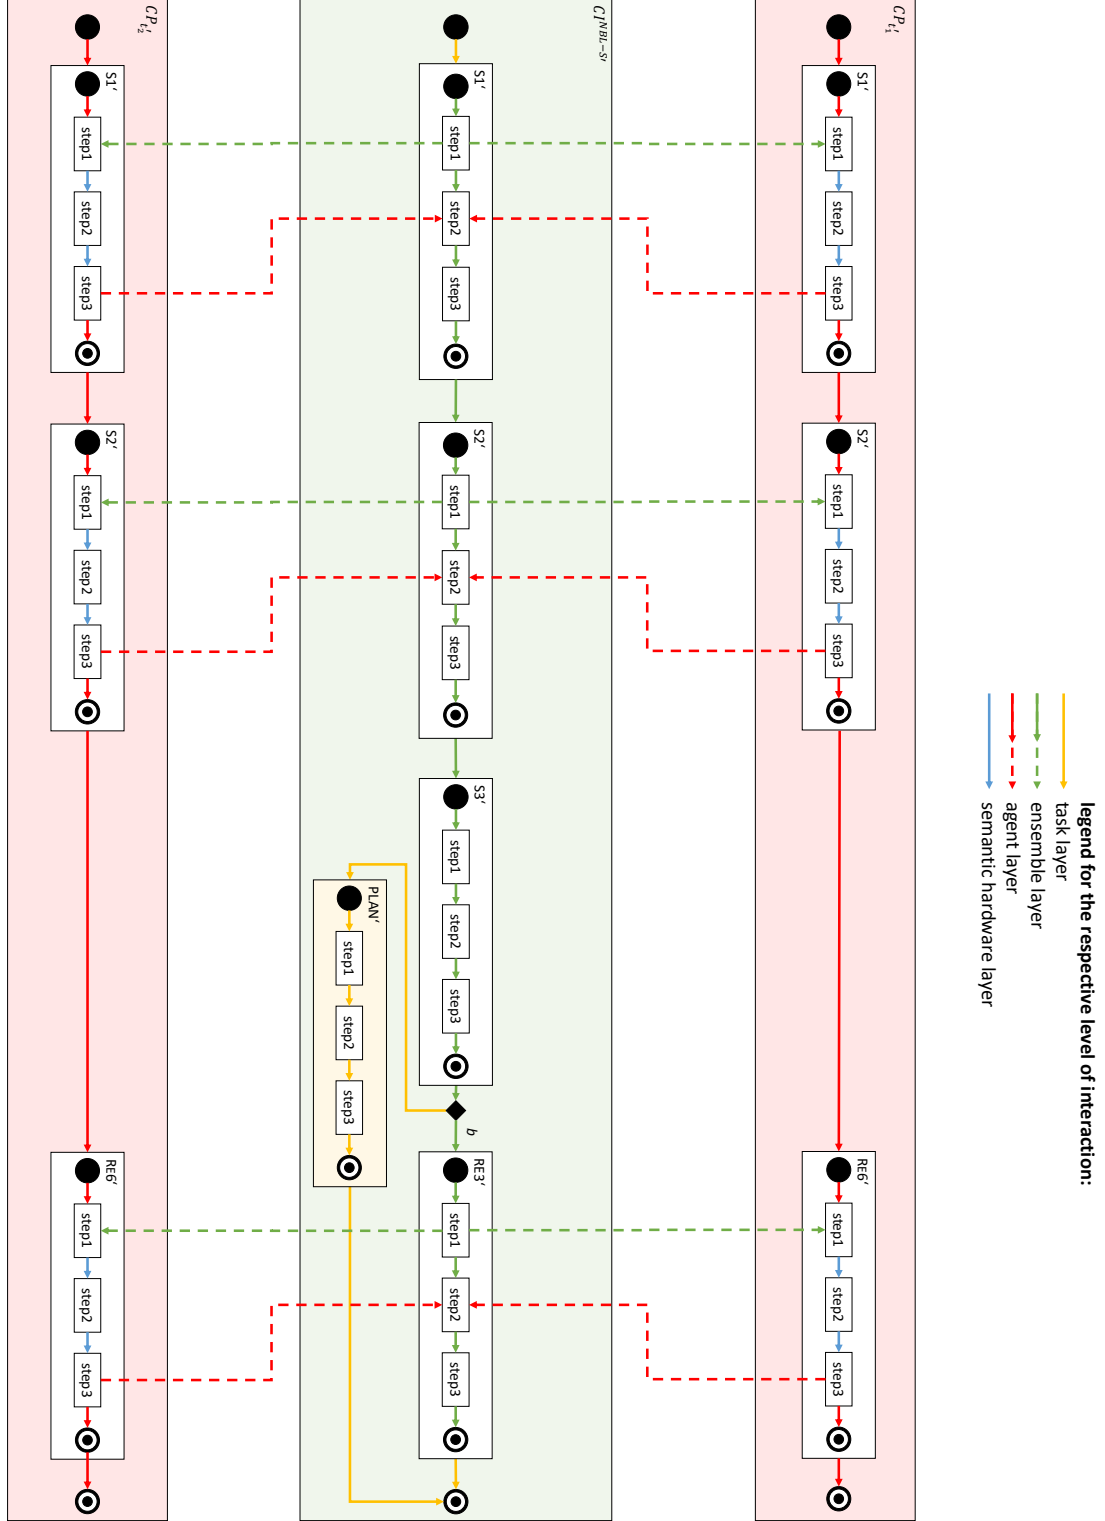 legend for the respective level of interaction:
task layer
ensemble layer
agent layer
semantic hardware layer
CP_{t_1'}
S1‘
step1
step2
step3
S2‘
step1
step2
step3
RE6‘
step1
step2
step3
CI^{NBL−S'}
S1‘
step1
step2
step3
S2‘
step1
step2
step3
S3‘
step1
step2
step3
b
RE3‘
step1
step2
step3
PLAN‘
step1
step2
step3
CP_{t_2'}
S1‘
step1
step2
step3
S2‘
step1
step2
step3
RE6‘
step1
step2
step3